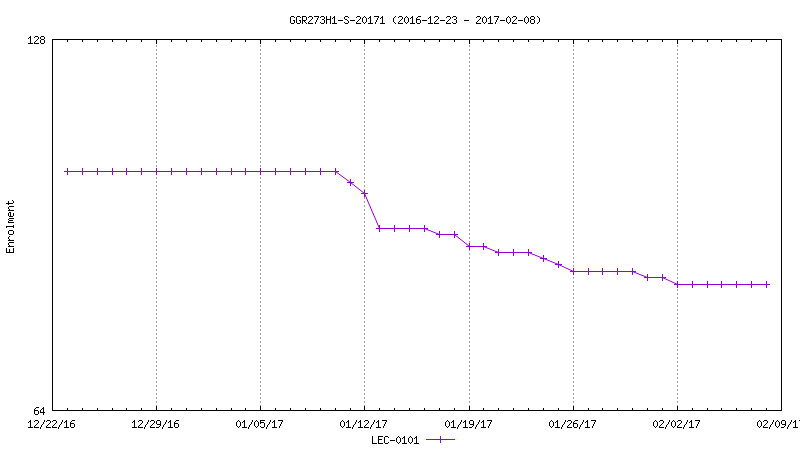 GGR273H1-S-20171 (2016-12-23 - 2017-02-08)
128
Enrolment
64
12/22/16 12/29/16 01/05/17 01/12/17 01/19/17 01/26/17 02/02/17 02/09/1
LEC-0101